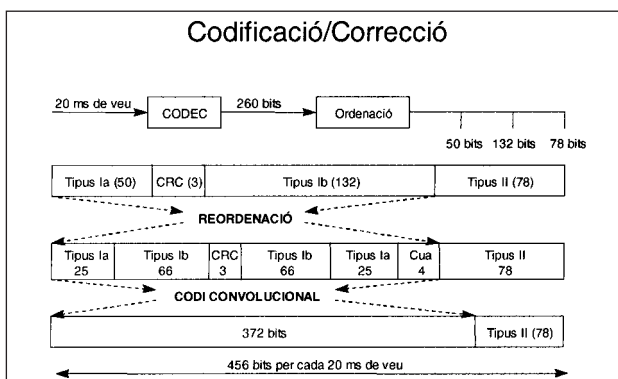 Codificació/Correcció
20 ms de veu
CODEC
260 bits
Ordenació
50 bits 132 bits 78 bits
Tipus Ia (50) CRC (3) Tipus Ib (132) Tipus II (78)
REORDENACIÓ
Tipus Ia Tipus Ib CRC Tipus Ib Tipus Ia Cua Tipus II
25 66 3 66 25 4 78
CODI CONVOLUCIONAL
372 bits Tipus II (78)
456 bits per cada 20 ms de veu